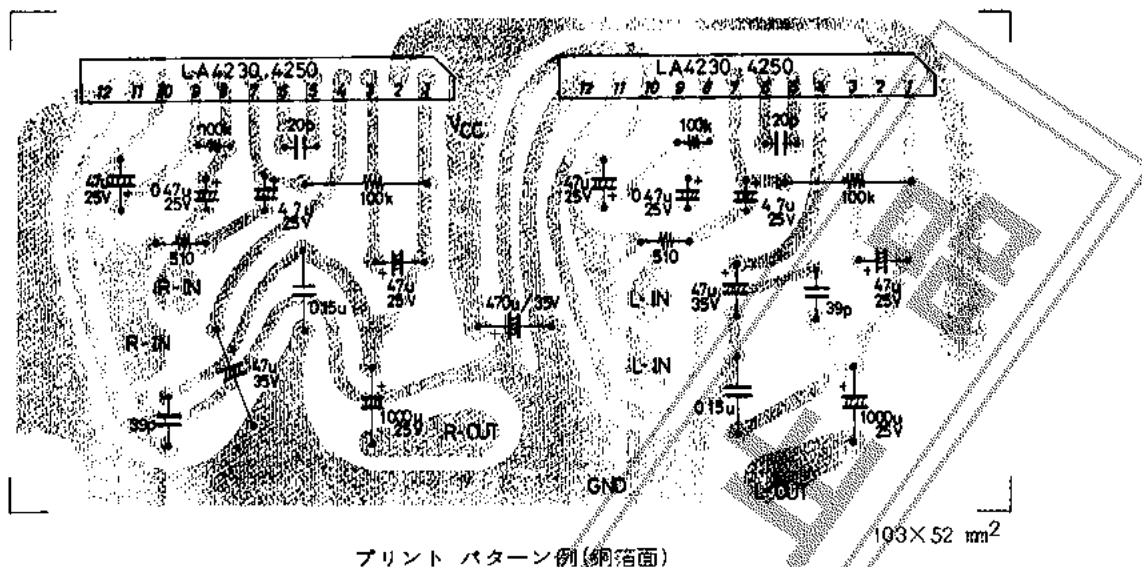 LA4230, 4250
12 11 10 9 8 7 6 5 4 3 2 1
VCC
100k
20p
47u
25V
0.47u
25V
4.7u
25V
100k
510
(R-IN
47u
25V
0.15u
R-IN
47u
35V
39p
1000u
25V
R-OUT
470u/35V
LA4230, 4250
12 11 10 9 8 7 6 5 4 3 2 1
100k
20p
47u
25V
0.47u
25V
4.7u
25V
100k
510
L-IN
47u
35V
39p
47u
25V
L-IN
0.15u
1000u
25V
GND
L-OUT
103×52 mm²
プリント パターン例(銅箔面)